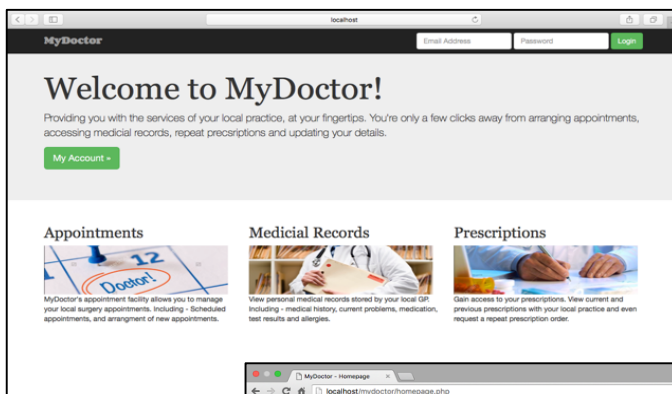 localhost
MyDoctor
Email Address
Password
Login
Welcome to MyDoctor!
Providing you with the services of your local practice, at your fingertips. You're only a few clicks away from arranging appointments,
accessing medicial records, repeat precsriptions and updating your details.
My Account »
Appointments
Medicial Records
Prescriptions
12
Doctor!
MyDoctor's appointment facility allows you to manage
your local surgery appointments. Including - Scheduled
appointments, and arrangment of new appointments.
View personal medical records stored by your local GP.
Including - medical history, current problems, medication,
test results and allergies.
Gain access to your prescriptions. View current and
previous prescriptions with your local practice and even
request a repeat prescription order.
MyDoctor - Homepage
localhost/mydoctor/homepage.php